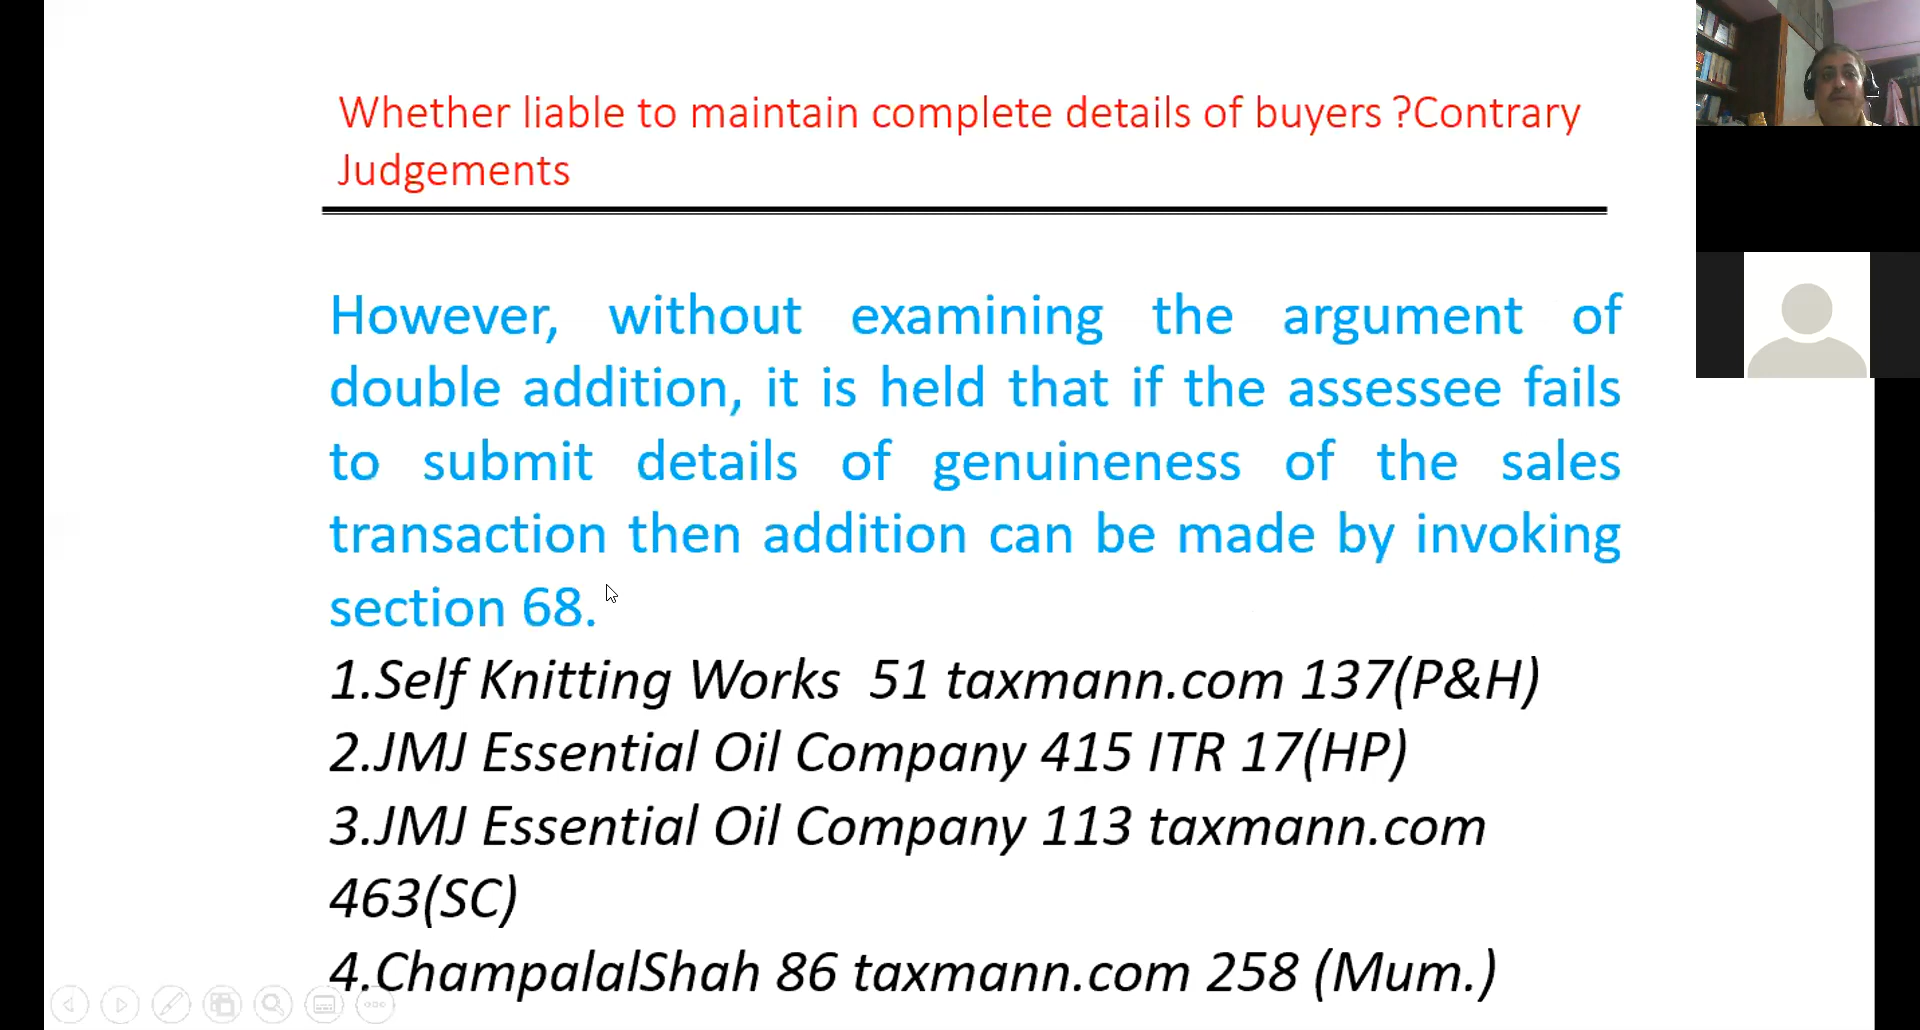 Whether liable to maintain complete details of buyers ?Contrary
Judgements
However, without examining the argument of
double addition, it is held that if the assessee fails
to submit details of genuineness of the sales
transaction then addition can be made by invoking
section 68.
1.Self Knitting Works 51 taxmann.com 137(P&H)
2.JMJ Essential Oil Company 415 ITR 17(HP)
3.JMJ Essential Oil Company 113 taxmann.com
463(SC)
4.ChampalalShah 86 taxmann.com 258 (Mum.)